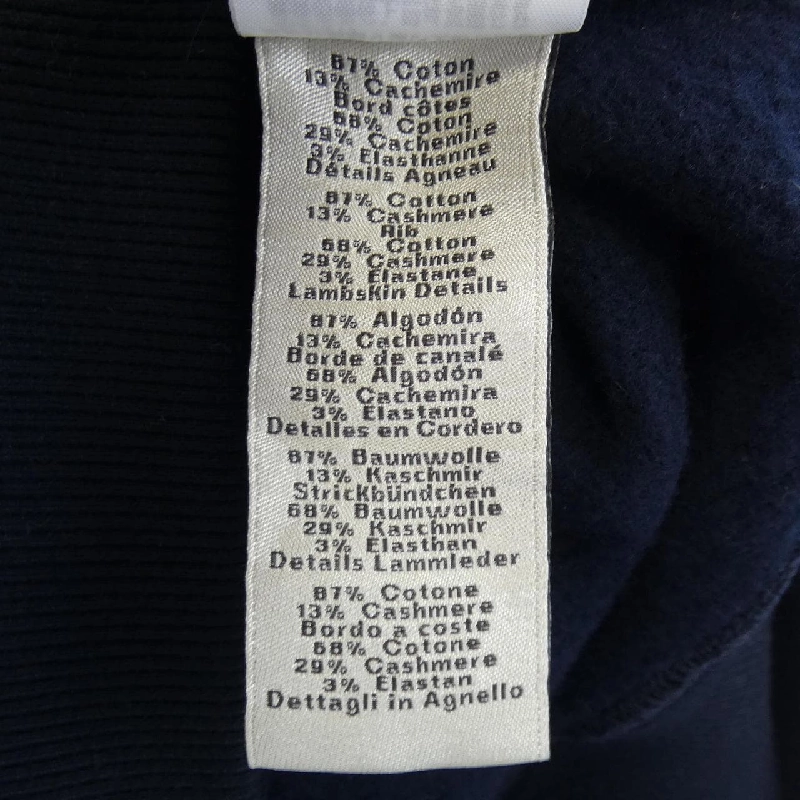 87% Coton
13% Cachemire
Bord côtes
68% Coton
29% Cachemire
3% Elasthanne
Détails Agneau
87% Cotton
13% Cashmere
Rib
68% Cotton
29% Cashmere
3% Elastane
Lambskin Details
87% Algodón
13% Cachemira
Borde de canalé
68% Algodón
29% Cachemira
3% Elastano
Detalles en Cordero
87% Baumwolle
13% Kaschmir
Strickbündchen
68% Baumwolle
29% Kaschmir
3% Elasthan
Details Lammleder
87% Cotone
13% Cashmere
Bordo a coste
68% Cotone
29% Cashmere
3% Elastan
Dettagli in Agnello